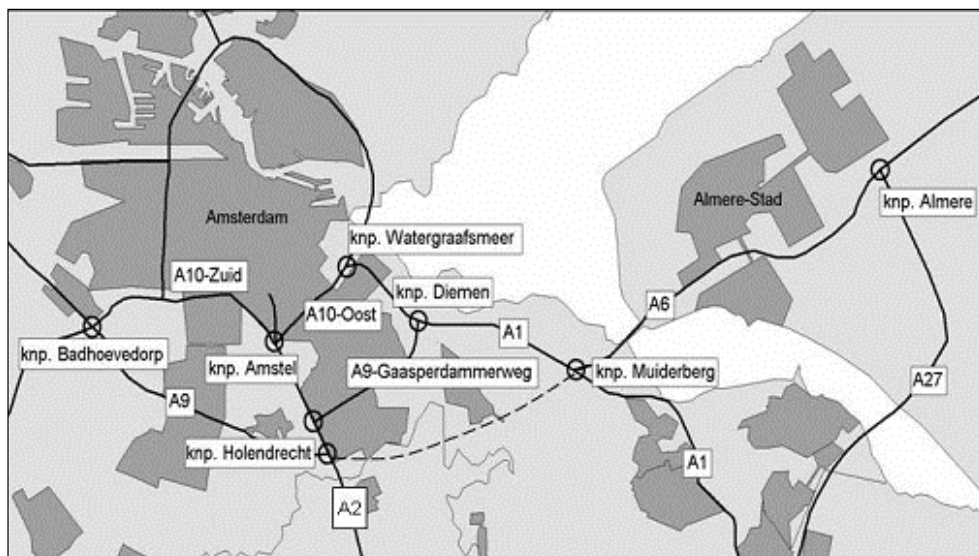 Amsterdam
Almere-Stad
knp. Almere
knp. Watergraafsmeer
A10-Zuid
knp. Diemen
A10-Oost
A6
A1
knp. Badhoevedorp
knp. Amstel
A9-Gaasperdammerweg
knp. Muiderberg
A27
A9
knp. Holendrecht
A1
A2